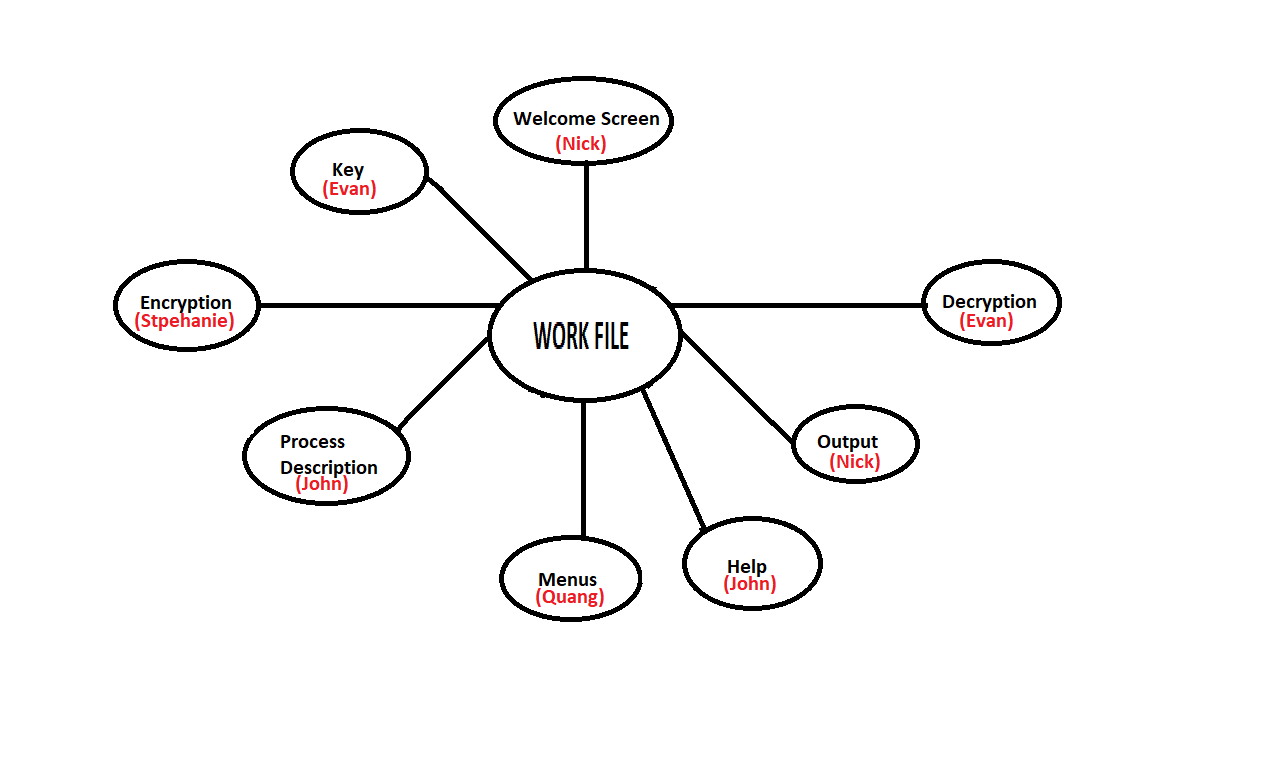 Welcome Screen
(Nick)
Key
(Evan)
Encryption
(Stpehanie)
WORK FILE
Decryption
(Evan)
Process
Description
(John)
Output
(Nick)
Menus
(Quang)
Help
(John)